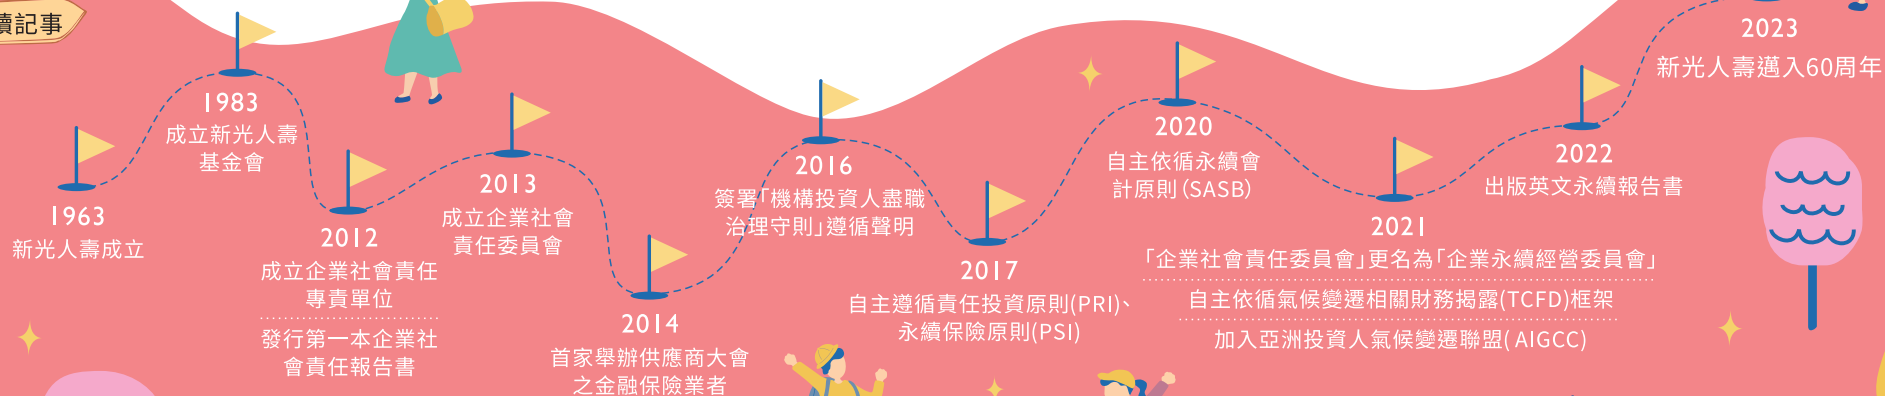 續記事
1963
新光人壽成立
1983
成立新光人壽
基金會
2012
成立企業社會責任
專責單位
發行第一本企業社
會責任報告書
2013
成立企業社會
責任委員會
2014
首家舉辦供應商大會
之金融保險業者
2016
簽署「機構投資人盡職
治理守則」遵循聲明
2017
自主遵循責任投資原則(PRI)、
永續保險原則(PSI)
2020
自主依循永續會
計原則(SASB)
2021
「企業社會責任委員會」更名為「企業永續經營委員會」
自主依循氣候變遷相關財務揭露(TCFD)框架
加入亞洲投資人氣候變遷聯盟( AIGCC)
2022
出版英文永續報告書
2023
新光人壽邁入60周年